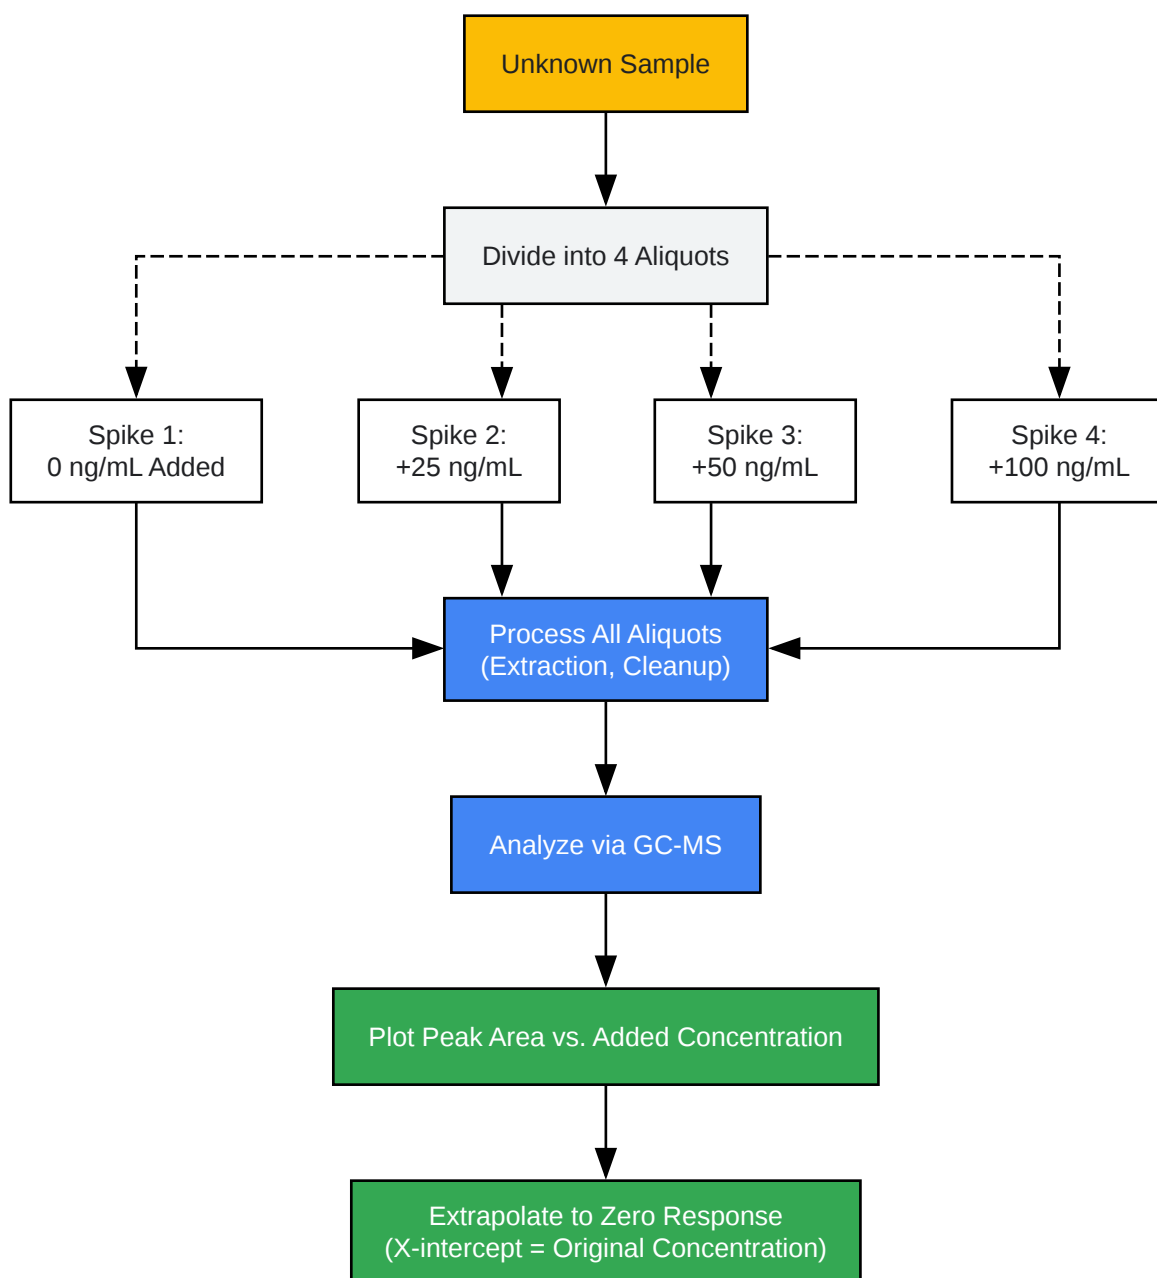 Unknown Sample
Divide into 4 Aliquots
Spike 1:
0 ng/mL Added
Spike 2:
+25 ng/mL
Spike 3:
+50 ng/mL
Spike 4:
+100 ng/mL
Process All Aliquots
(Extraction, Cleanup)
Analyze via GC-MS
Plot Peak Area vs. Added Concentration
Extrapolate to Zero Response
(X-intercept = Original Concentration)